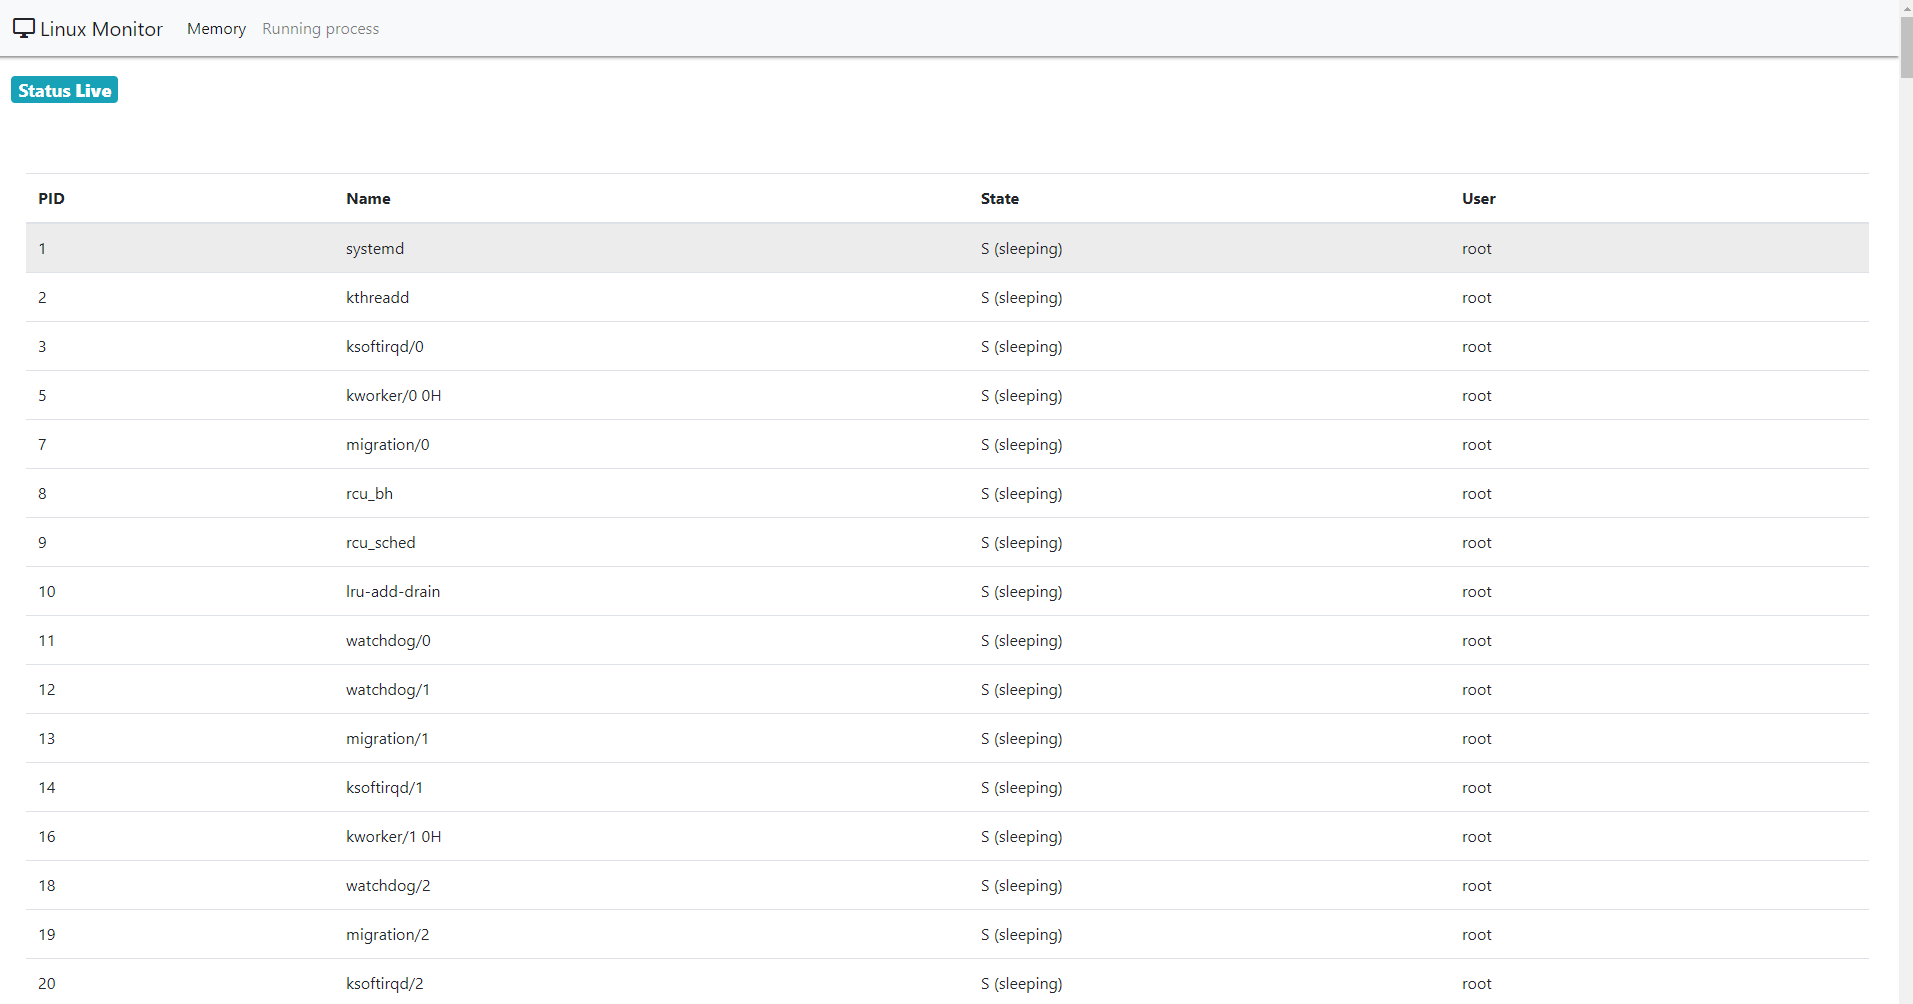 Linux Monitor Memory Running process
Status Live
PID Name State User
1 systemd S (sleeping) root
2 kthreadd S (sleeping) root
3 ksoftirqd/0 S (sleeping) root
5 kworker/0 0H S (sleeping) root
7 migration/0 S (sleeping) root
8 rcu_bh S (sleeping) root
9 rcu_sched S (sleeping) root
10 lru-add-drain S (sleeping) root
11 watchdog/0 S (sleeping) root
12 watchdog/1 S (sleeping) root
13 migration/1 S (sleeping) root
14 ksoftirqd/1 S (sleeping) root
16 kworker/1 0H S (sleeping) root
18 watchdog/2 S (sleeping) root
19 migration/2 S (sleeping) root
20 ksoftirqd/2 S (sleeping) root